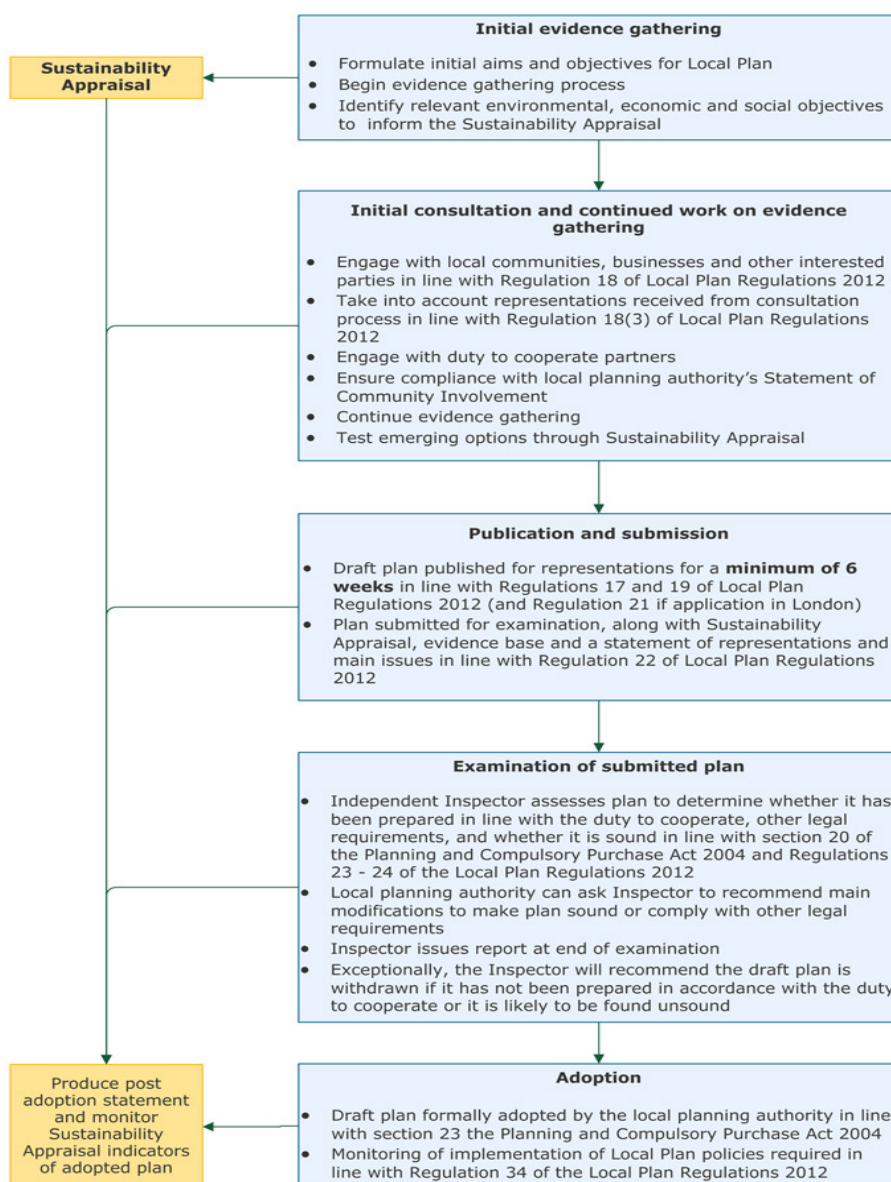 Sustainability
Appraisal
Initial evidence gathering
• Formulate initial aims and objectives for Local Plan
• Begin evidence gathering process
• Identify relevant environmental, economic and social objectives
to inform the Sustainability Appraisal
Initial consultation and continued work on evidence
gathering
• Engage with local communities, businesses and other interested
parties in line with Regulation 18 of Local Plan Regulations 2012
• Take into account representations received from consultation
process in line with Regulation 18(3) of Local Plan Regulations
2012
• Engage with duty to cooperate partners
• Ensure compliance with local planning authority's Statement of
Community Involvement
• Continue evidence gathering
• Test emerging options through Sustainability Appraisal
Publication and submission
• Draft plan published for representations for a minimum of 6
weeks in line with Regulations 17 and 19 of Local Plan
Regulations 2012 (and Regulation 21 if application in London)
• Plan submitted for examination, along with Sustainability
Appraisal, evidence base and a statement of representations and
main issues in line with Regulation 22 of Local Plan Regulations
2012
Examination of submitted plan
• Independent Inspector assesses plan to determine whether it has
been prepared in line with the duty to cooperate, other legal
requirements, and whether it is sound in line with section 20 of
the Planning and Compulsory Purchase Act 2004 and Regulations
23 - 24 of the Local Plan Regulations 2012
• Local planning authority can ask Inspector to recommend main
modifications to make plan sound or comply with other legal
requirements
• Inspector issues report at end of examination
• Exceptionally, the Inspector will recommend the draft plan is
withdrawn if it has not been prepared in accordance with the duty
to cooperate or it is likely to be found unsound
Produce post
adoption statement
and monitor
Sustainability
Appraisal indicators
of adopted plan
Adoption
• Draft plan formally adopted by the local planning authority in line
with section 23 the Planning and Compulsory Purchase Act 2004
• Monitoring of implementation of Local Plan policies required in
line with Regulation 34 of the Local Plan Regulations 2012